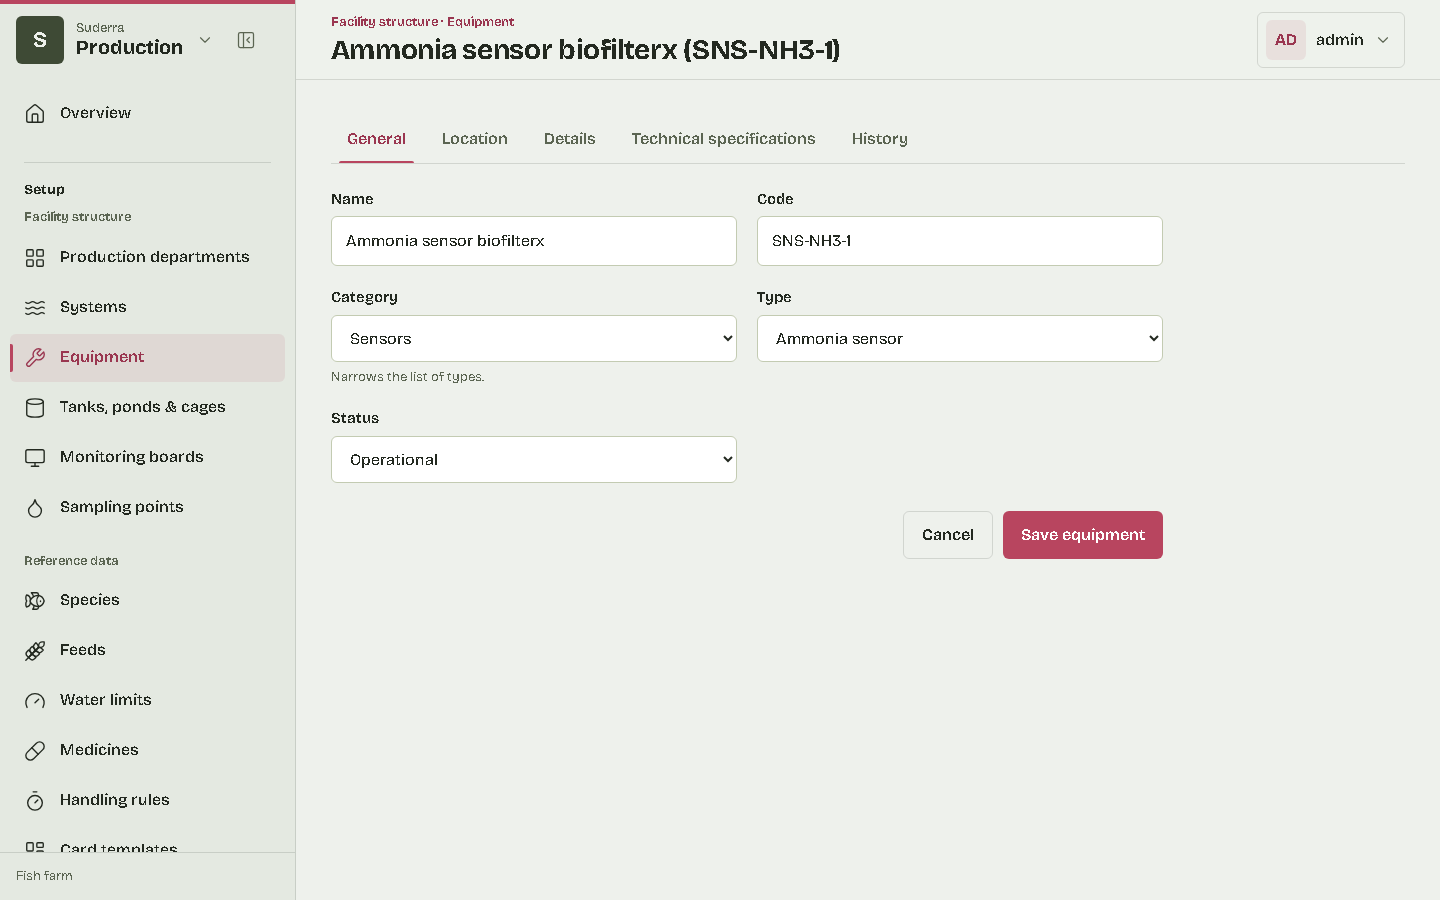 Suderra
Production
Overview
Setup
Facility structure
Production departments
Systems
Equipment
Tanks, ponds & cages
Monitoring boards
Sampling points
Reference data
Species
Feeds
Water limits
Medicines
Handling rules
Card templates
Fish farm
Facility structure · Equipment
Ammonia sensor biofilterx (SNS-NH3-1)
AD admin
General Location Details Technical specifications History
Name Code
Ammonia sensor biofilterx SNS-NH3-1
Category Type
Sensors Ammonia sensor
Narrows the list of types.
Status
Operational
Cancel Save equipment
S